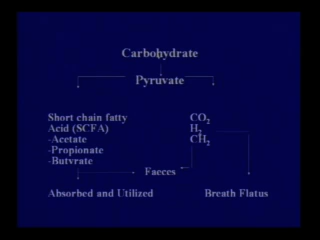 Carbohydrate
Pyruvate
Short chain fatty
Acid (SCFA)
-Acetate
-Propionate
-Butyrate
CO2
H2
CH2
Faeces
Absorbed and Utilized
Breath Flatus